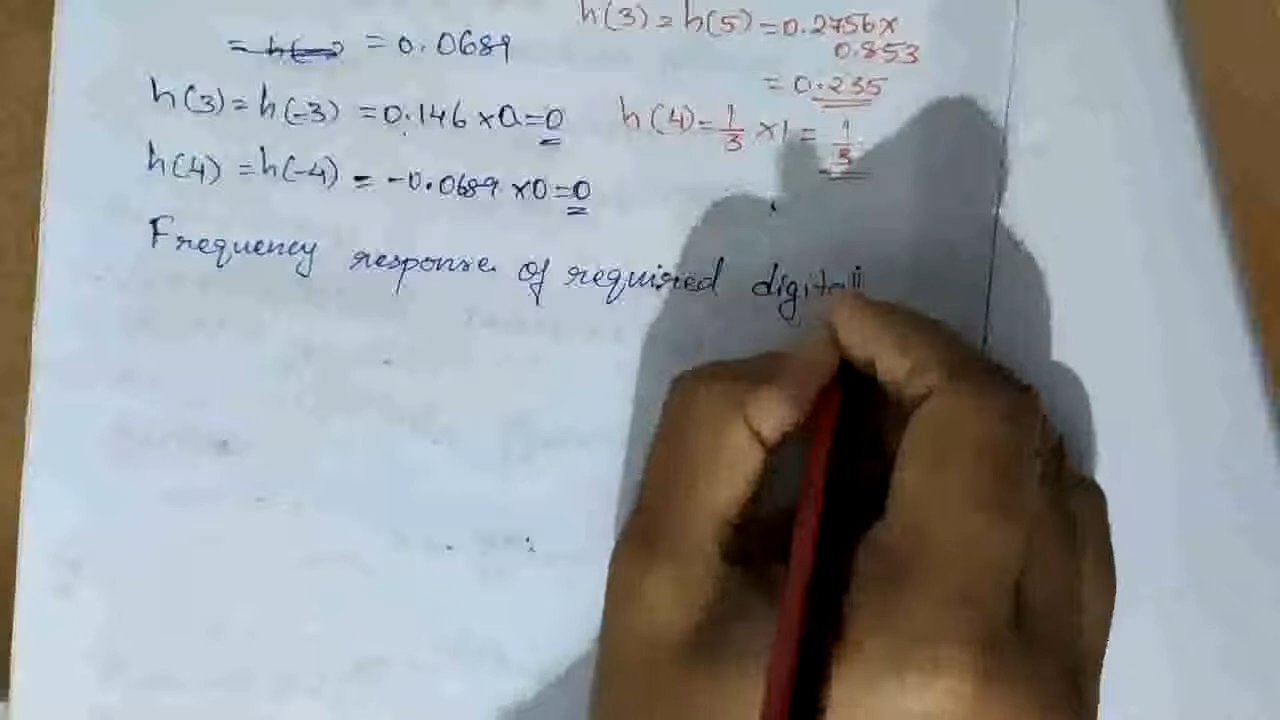 = 0.0689
h(3) = h(-3) = 0.146 x 0 = 0
h(4) = h(-4) = -0.0689 x 0 = 0
h(3) = h(5) = 0.2756 x
0.853
= 0.235
h(4) = 1/3 x 1 = 1/3
Frequency response of required digital